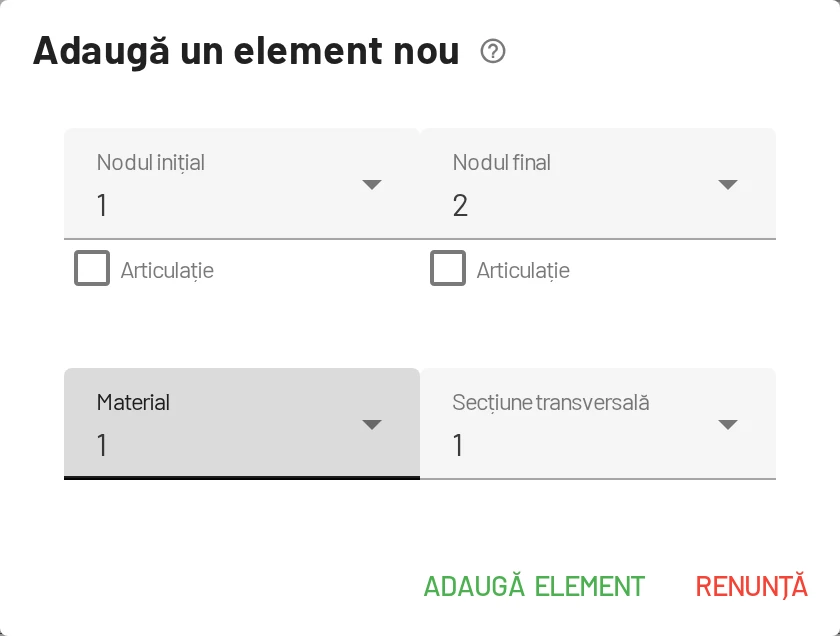 Adaugă un element nou ?
Nodul inițial
1
Nodul final
2
Articulație
Articulație
Material
1
Secțiune transversală
1
ADAUGĂ ELEMENT
RENUNȚĂ